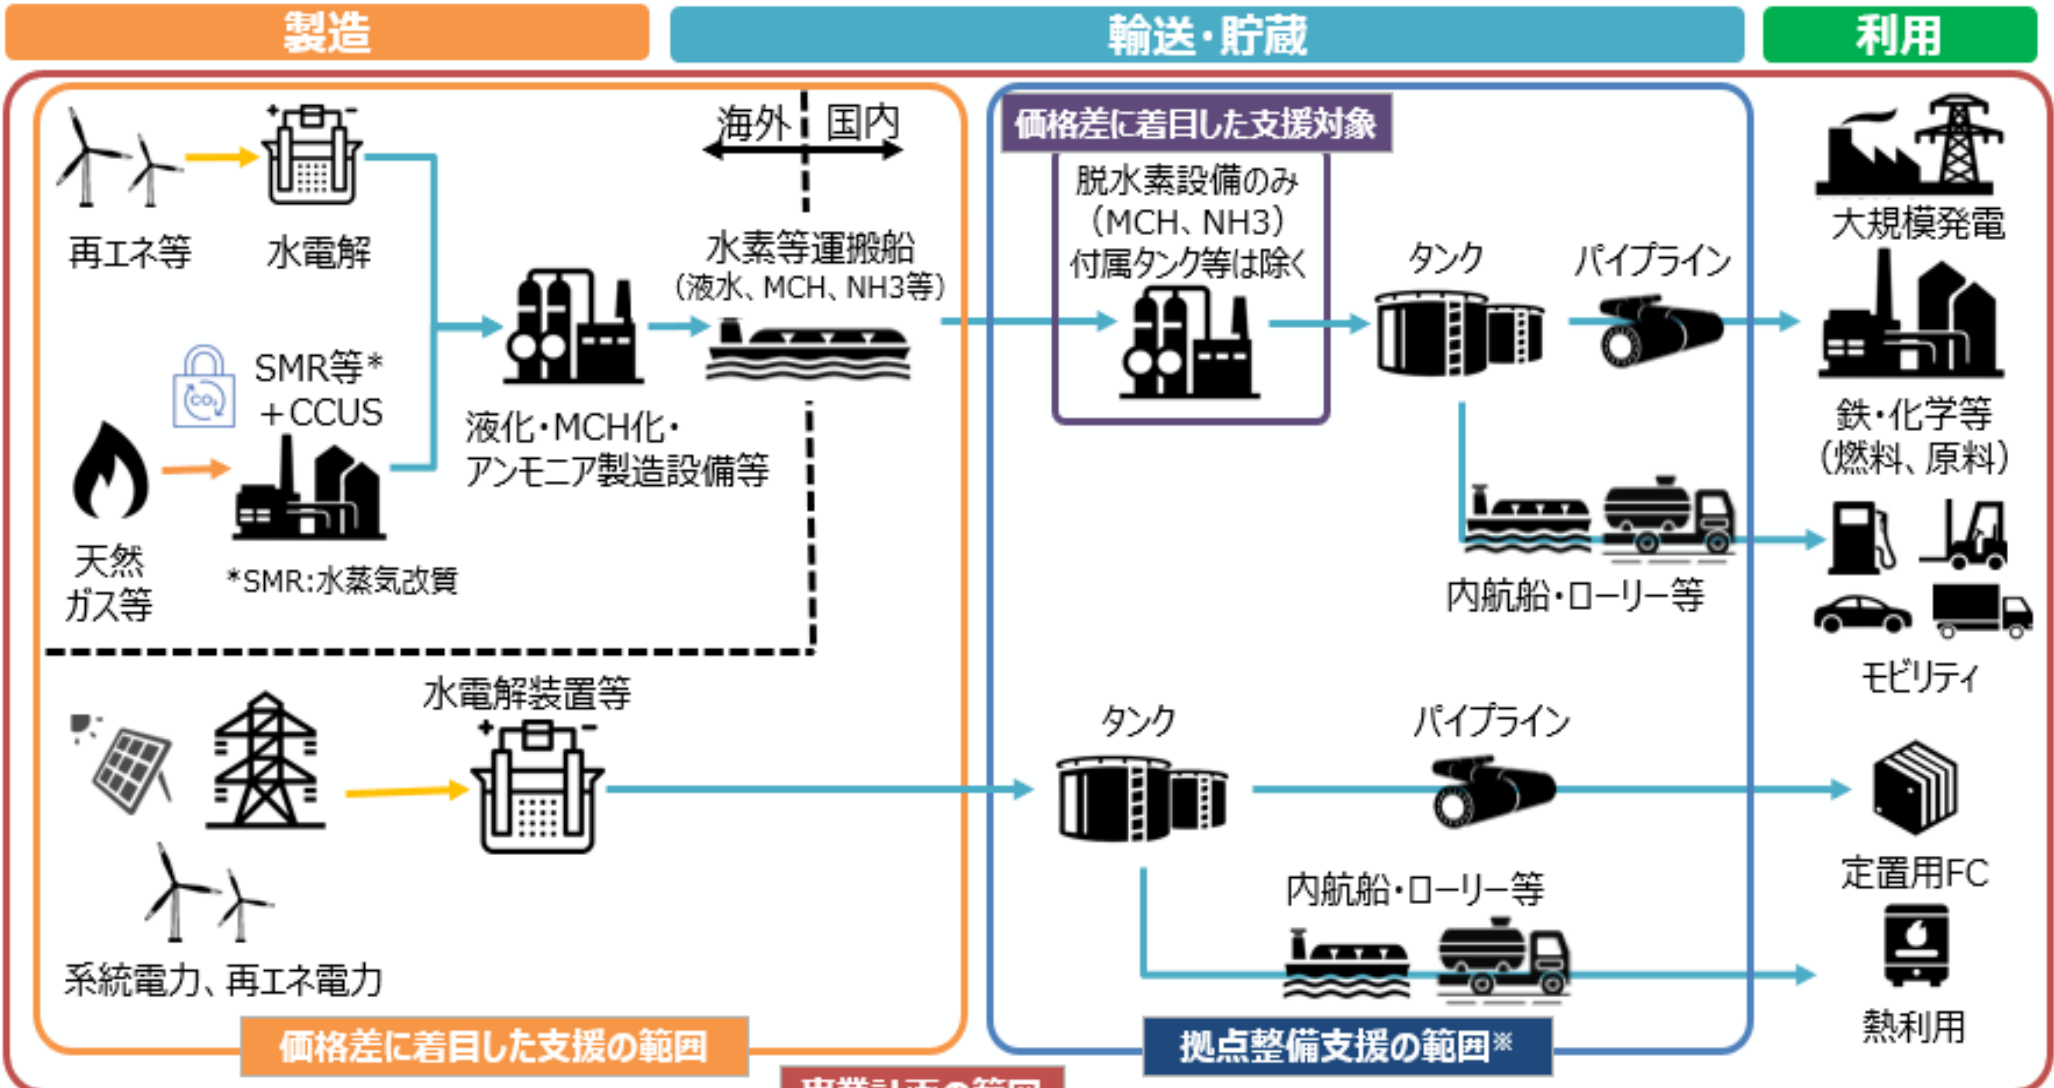 製造
輸送・貯蔵
利用
海外
国内
価格差に着目した支援対象
再エネ等
水電解
水素等運搬船
（液水、MCH、NH3等）
脱水素設備のみ
（MCH、NH3）
付属タンク等は除く
タンク
パイプライン
大規模発電
SMR等*
+CCUS
CO₂
液化・MCH化・
アンモニア製造設備等
鉄・化学等
（燃料、原料）
天然
ガス等
*SMR:水蒸気改質
内航船・ローリー等
モビリティ
水電解装置等
タンク
パイプライン
定置用FC
内航船・ローリー等
系統電力、再エネ電力
熱利用
価格差に着目した支援の範囲
拠点整備支援の範囲※
事業計画の範囲